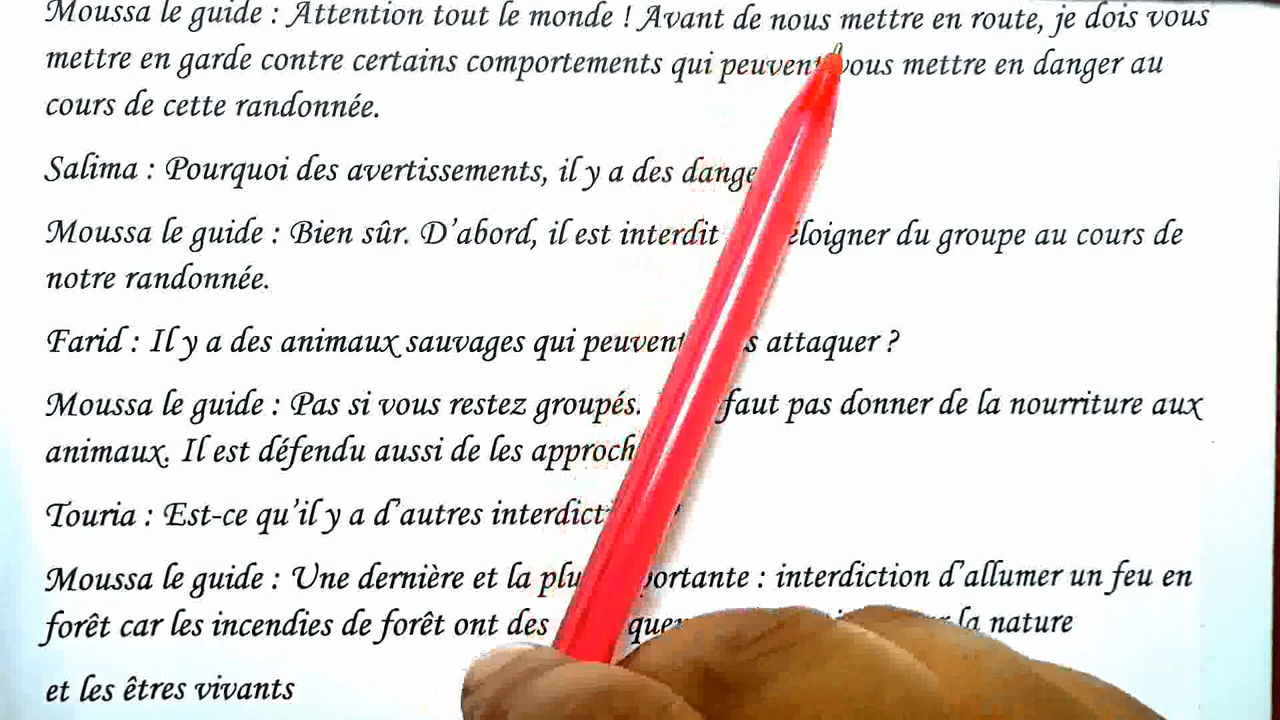 Moussa le guide : Attention tout le monde ! Avant de nous mettre en route, je dois vous
mettre en garde contre certains comportements qui peuvent vous mettre en danger au
cours de cette randonnée.
Salima : Pourquoi des avertissements, il y a des
Moussa le guide : Bien sûr. D'abord, il est interdit éloigner du groupe au cours de
notre randonnée.
Farid : Il y a des animaux sauvages qui peuvent attaquer ?
Moussa le guide : Pas si vous restez groupés. faut pas donner de la nourriture aux
animaux. Il est défendu aussi de les
Touria : Est-ce qu'il y a d'autres
Moussa le guide : Une dernière et la : interdiction d'allumer un feu en
forêt car les incendies de forêt ont des la nature
et les êtres vivants